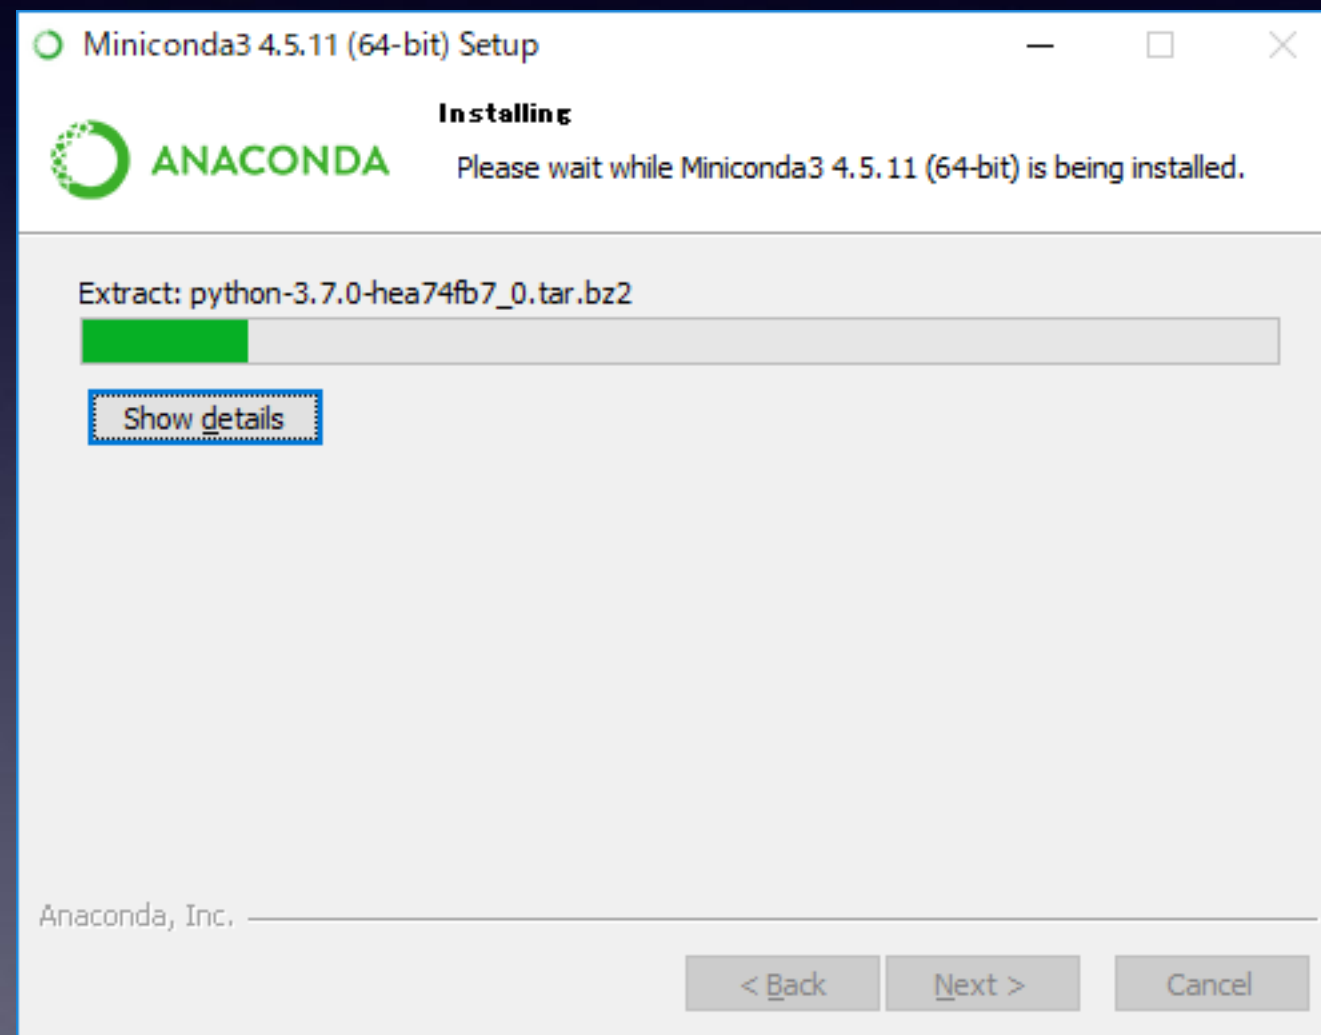 Miniconda3 4.5.11 (64-bit) Setup
Installing
ANACONDA
Please wait while Miniconda3 4.5.11 (64-bit) is being installed.
Extract: python-3.7.0-hea74fb7_0.tar.bz2
Show details
Anaconda, Inc.
< Back Next > Cancel